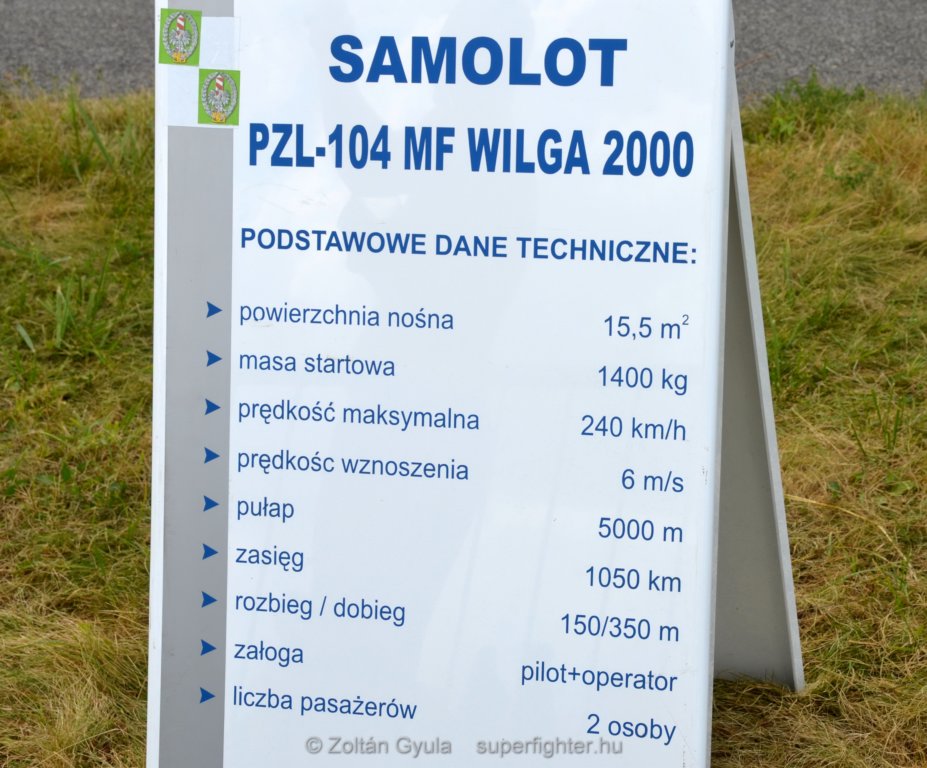 SAMOLOT
PZL-104 MF WILGA 2000
PODSTAWOWE DANE TECHNICZNE:
powierzchnia nośna 15,5 m²
masa startowa 1400 kg
prędkość maksymalna 240 km/h
prędkośc wznoszenia 6 m/s
pułap 5000 m
zasięg 1050 km
rozbieg / dobieg 150/350 m
załoga pilot+operator
liczba pasażerów 2 osoby
© Zoltán Gyula superfighter.hu